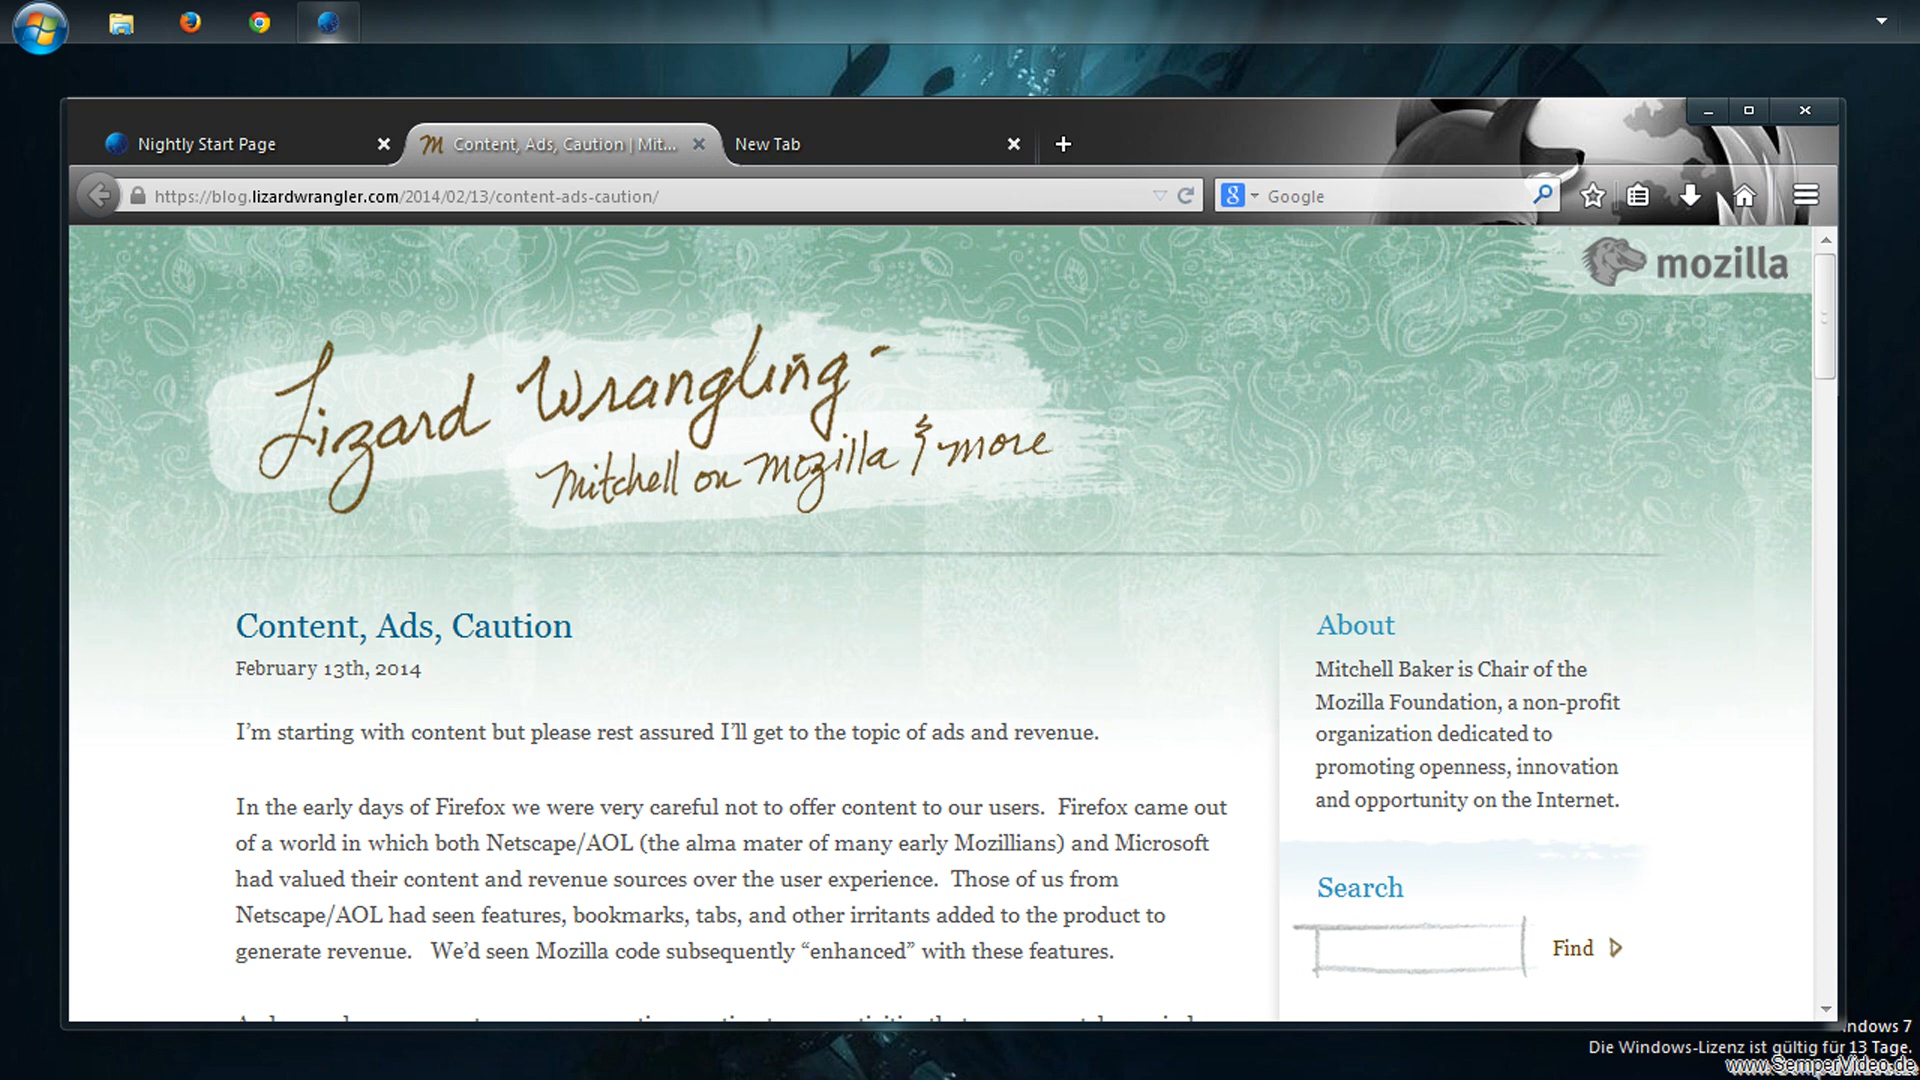 Nightly Start Page
Content, Ads, Caution | Mit...
New Tab
https://blog.lizardwrangler.com/2014/02/13/content-ads-caution/
Google
mozilla
Lizard Wrangling
Mitchell on Mozilla & more
Content, Ads, Caution
February 13th, 2014
I’m starting with content but please rest assured I’ll get to the topic of ads and revenue.
In the early days of Firefox we were very careful not to offer content to our users. Firefox came out
of a world in which both Netscape/AOL (the alma mater of many early Mozillians) and Microsoft
had valued their content and revenue sources over the user experience. Those of us from
Netscape/AOL had seen features, bookmarks, tabs, and other irritants added to the product to
generate revenue. We’d seen Mozilla code subsequently “enhanced” with these features.
About
Mitchell Baker is Chair of the
Mozilla Foundation, a non-profit
organization dedicated to
promoting openness, innovation
and opportunity on the Internet.
Search
Find
ndows 7
Die Windows-Lizenz ist gültig für 13 Tage.
www.SemperVideo.de